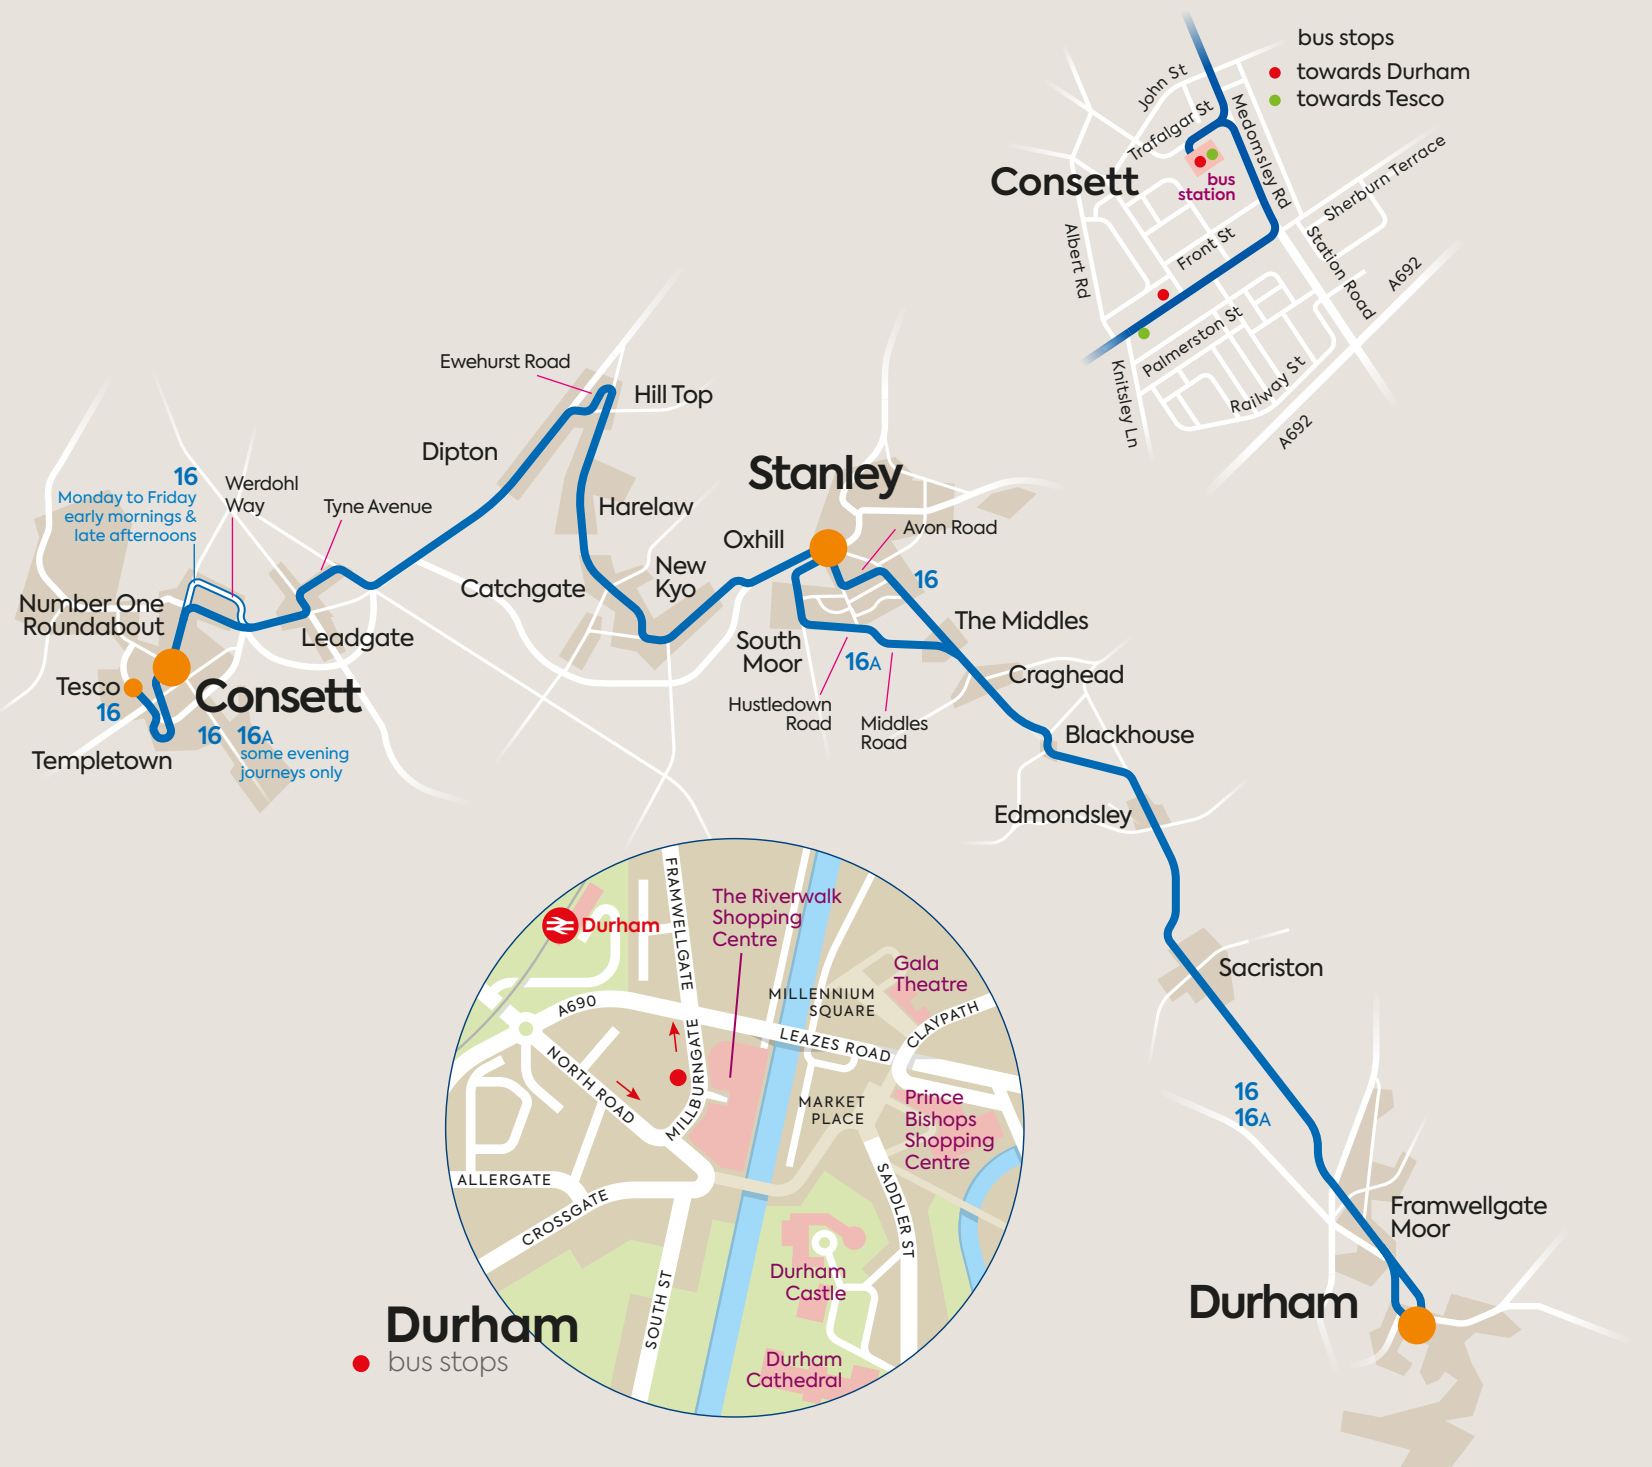 bus stops
towards Durham
towards Tesco
John St
Trafalgar St
Medomsley Rd
Consett
bus
station
Sherburn Terrace
Albert Rd
Front St
Station Road
A692
Palmerston St
Knitsley Ln
Railway St
A692
Ewehurst Road
Hill Top
Dipton
Stanley
16
Monday to Friday
early mornings &
late afternoons
Werdohl
Way
Tyne Avenue
Harelaw
Oxhill
Avon Road
Catchgate
New
Kyo
16
Number One
Roundabout
Leadgate
The Middles
South
Moor
16A
Tesco
16
Consett
Craghead
Hustledown
Road
Middles
Road
16 16A
some evening
journeys only
Templetown
Blackhouse
Edmondsley
Sacriston
16
16A
Framwellgate
Moor
Durham
Durham
FRAMWELLGATE
The Riverwalk
Shopping
Centre
Gala
Theatre
MILLENNIUM
SQUARE
A690
CLAYPATH
LEAZES ROAD
NORTH ROAD
MILLBURNGATE
MARKET
PLACE
Prince
Bishops
Shopping
Centre
ALLERGATE
CROSSGATE
SADDLER ST
SOUTH ST
Durham
Castle
Durham
Cathedral
Durham
bus stops